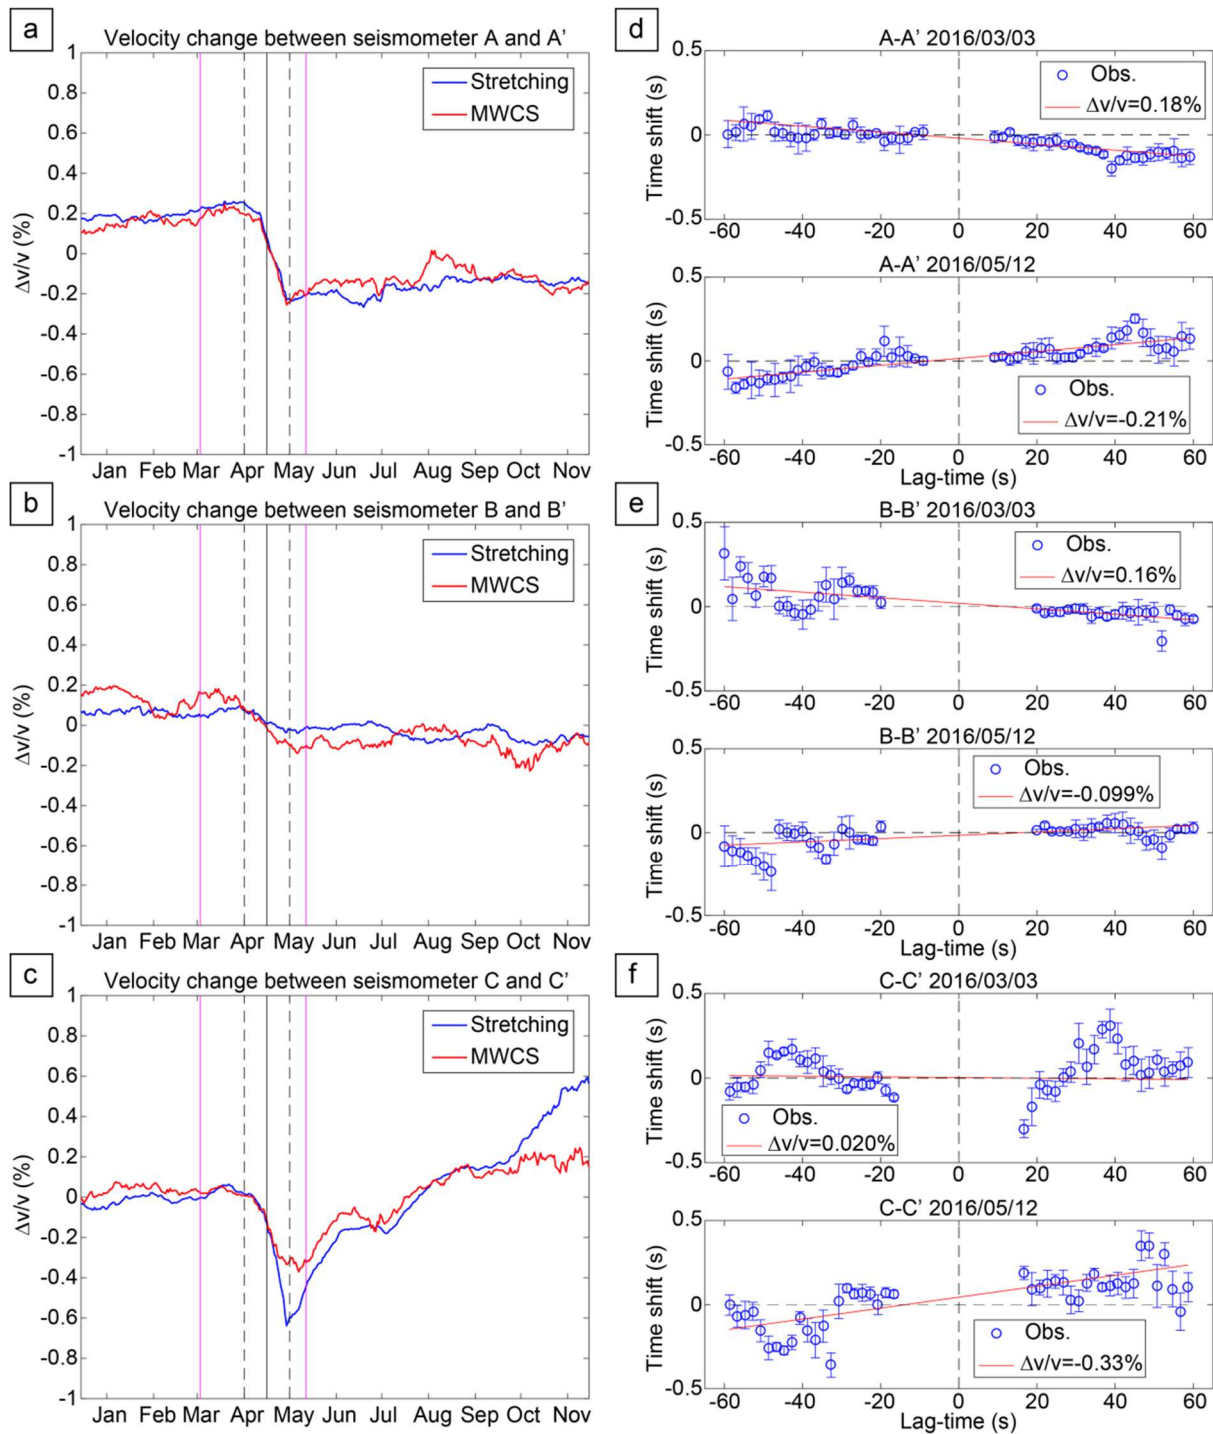 a
Velocity change between seismometer A and A’
1
0.8
0.6
0.4
0.2
0
-0.2
-0.4
-0.6
-0.8
-1
Δv/v (%)
Stretching
MWCS
Jan Feb Mar Apr May Jun Jul Aug Sep Oct Nov
b
Velocity change between seismometer B and B’
1
0.8
0.6
0.4
0.2
0
-0.2
-0.4
-0.6
-0.8
-1
Δv/v (%)
Stretching
MWCS
Jan Feb Mar Apr May Jun Jul Aug Sep Oct Nov
c
Velocity change between seismometer C and C’
1
0.8
0.6
0.4
0.2
0
-0.2
-0.4
-0.6
-0.8
-1
Δv/v (%)
Stretching
MWCS
Jan Feb Mar Apr May Jun Jul Aug Sep Oct Nov
d
A-A’ 2016/03/03
0.5
0
-0.5
Time shift (s)
Obs.
Δv/v=0.18%
-60 -40 -20 0 20 40 60
A-A’ 2016/05/12
0.5
0
-0.5
Time shift (s)
Obs.
Δv/v=-0.21%
-60 -40 -20 0 20 40 60
Lag-time (s)
e
B-B’ 2016/03/03
0.5
0
-0.5
Time shift (s)
Obs.
Δv/v=0.16%
-60 -40 -20 0 20 40 60
B-B’ 2016/05/12
0.5
0
-0.5
Time shift (s)
Obs.
Δv/v=-0.099%
-60 -40 -20 0 20 40 60
Lag-time (s)
f
C-C’ 2016/03/03
0.5
0
-0.5
Time shift (s)
Obs.
Δv/v=0.020%
-60 -40 -20 0 20 40 60
C-C’ 2016/05/12
0.5
0
-0.5
Time shift (s)
Obs.
Δv/v=-0.33%
-60 -40 -20 0 20 40 60
Lag-time (s)